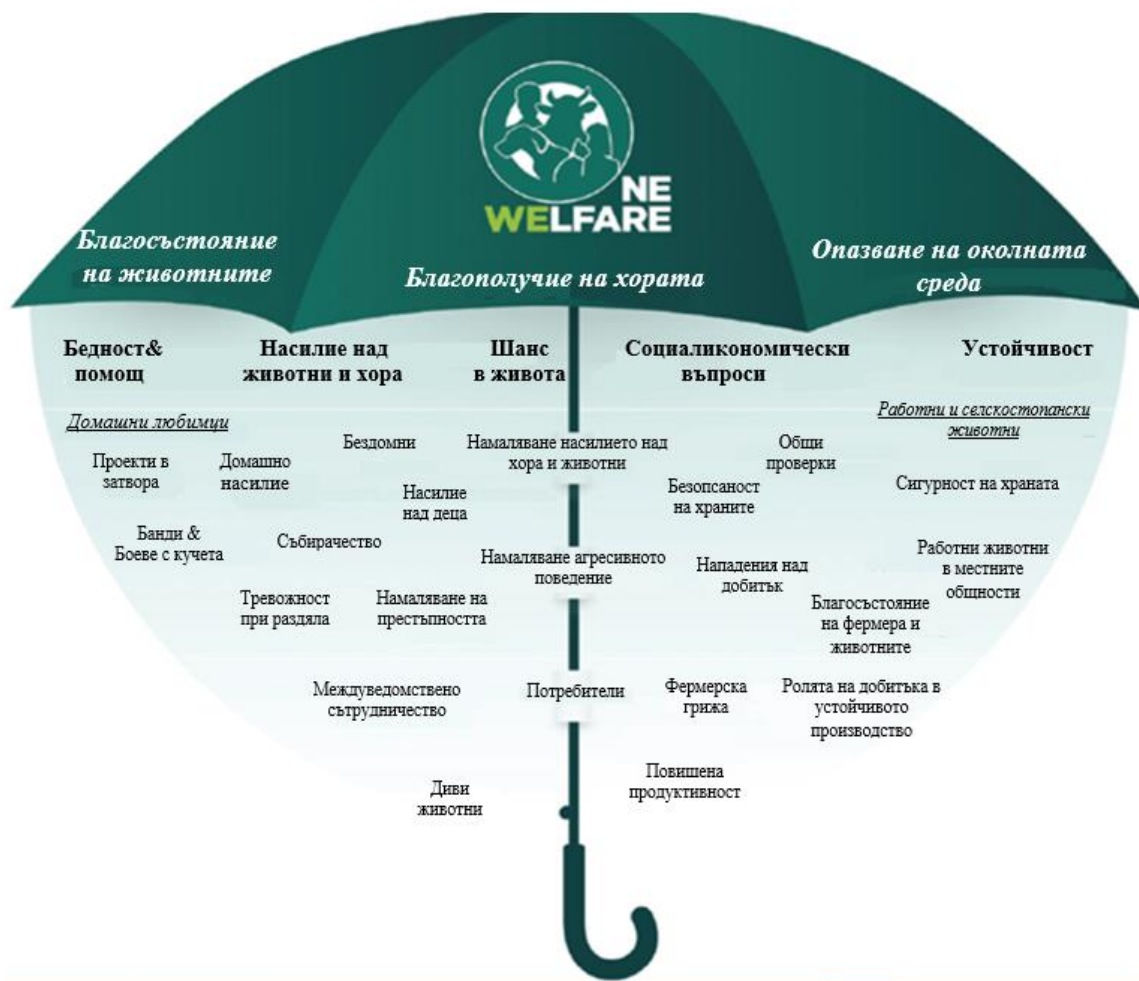 NE
WELFARE
Благосъстояние
на животните
Благополучие на хората
Опазване на околната
среда
Бедност&
помощ
Насилие над
животни и хора
Шанс
в живота
Социаликономически
въпроси
Устойчивост
Домашни любимци
Работни и селскостопански
животни
Проекти в
затвора
Домашно
насилие
Бездомни
Насилие
над деца
Намаляване насилието над
хора и животни
Общи
проверки
Безопсаност
на храните
Сигурност на храната
Банди &
Боеве с кучета
Събирачество
Намаляване агресивното
поведение
Нападения над
добитък
Работни животни
в местните
общности
Тревожност
при раздяла
Намаляване на
престъпността
Благосъстояние
на фермера и
животните
Междуведомствено
сътрудничество
Потребители
Фермерска
грижа
Ролята на добитъка в
устойчивото
производство
Диви
животни
Повишена
продуктивност